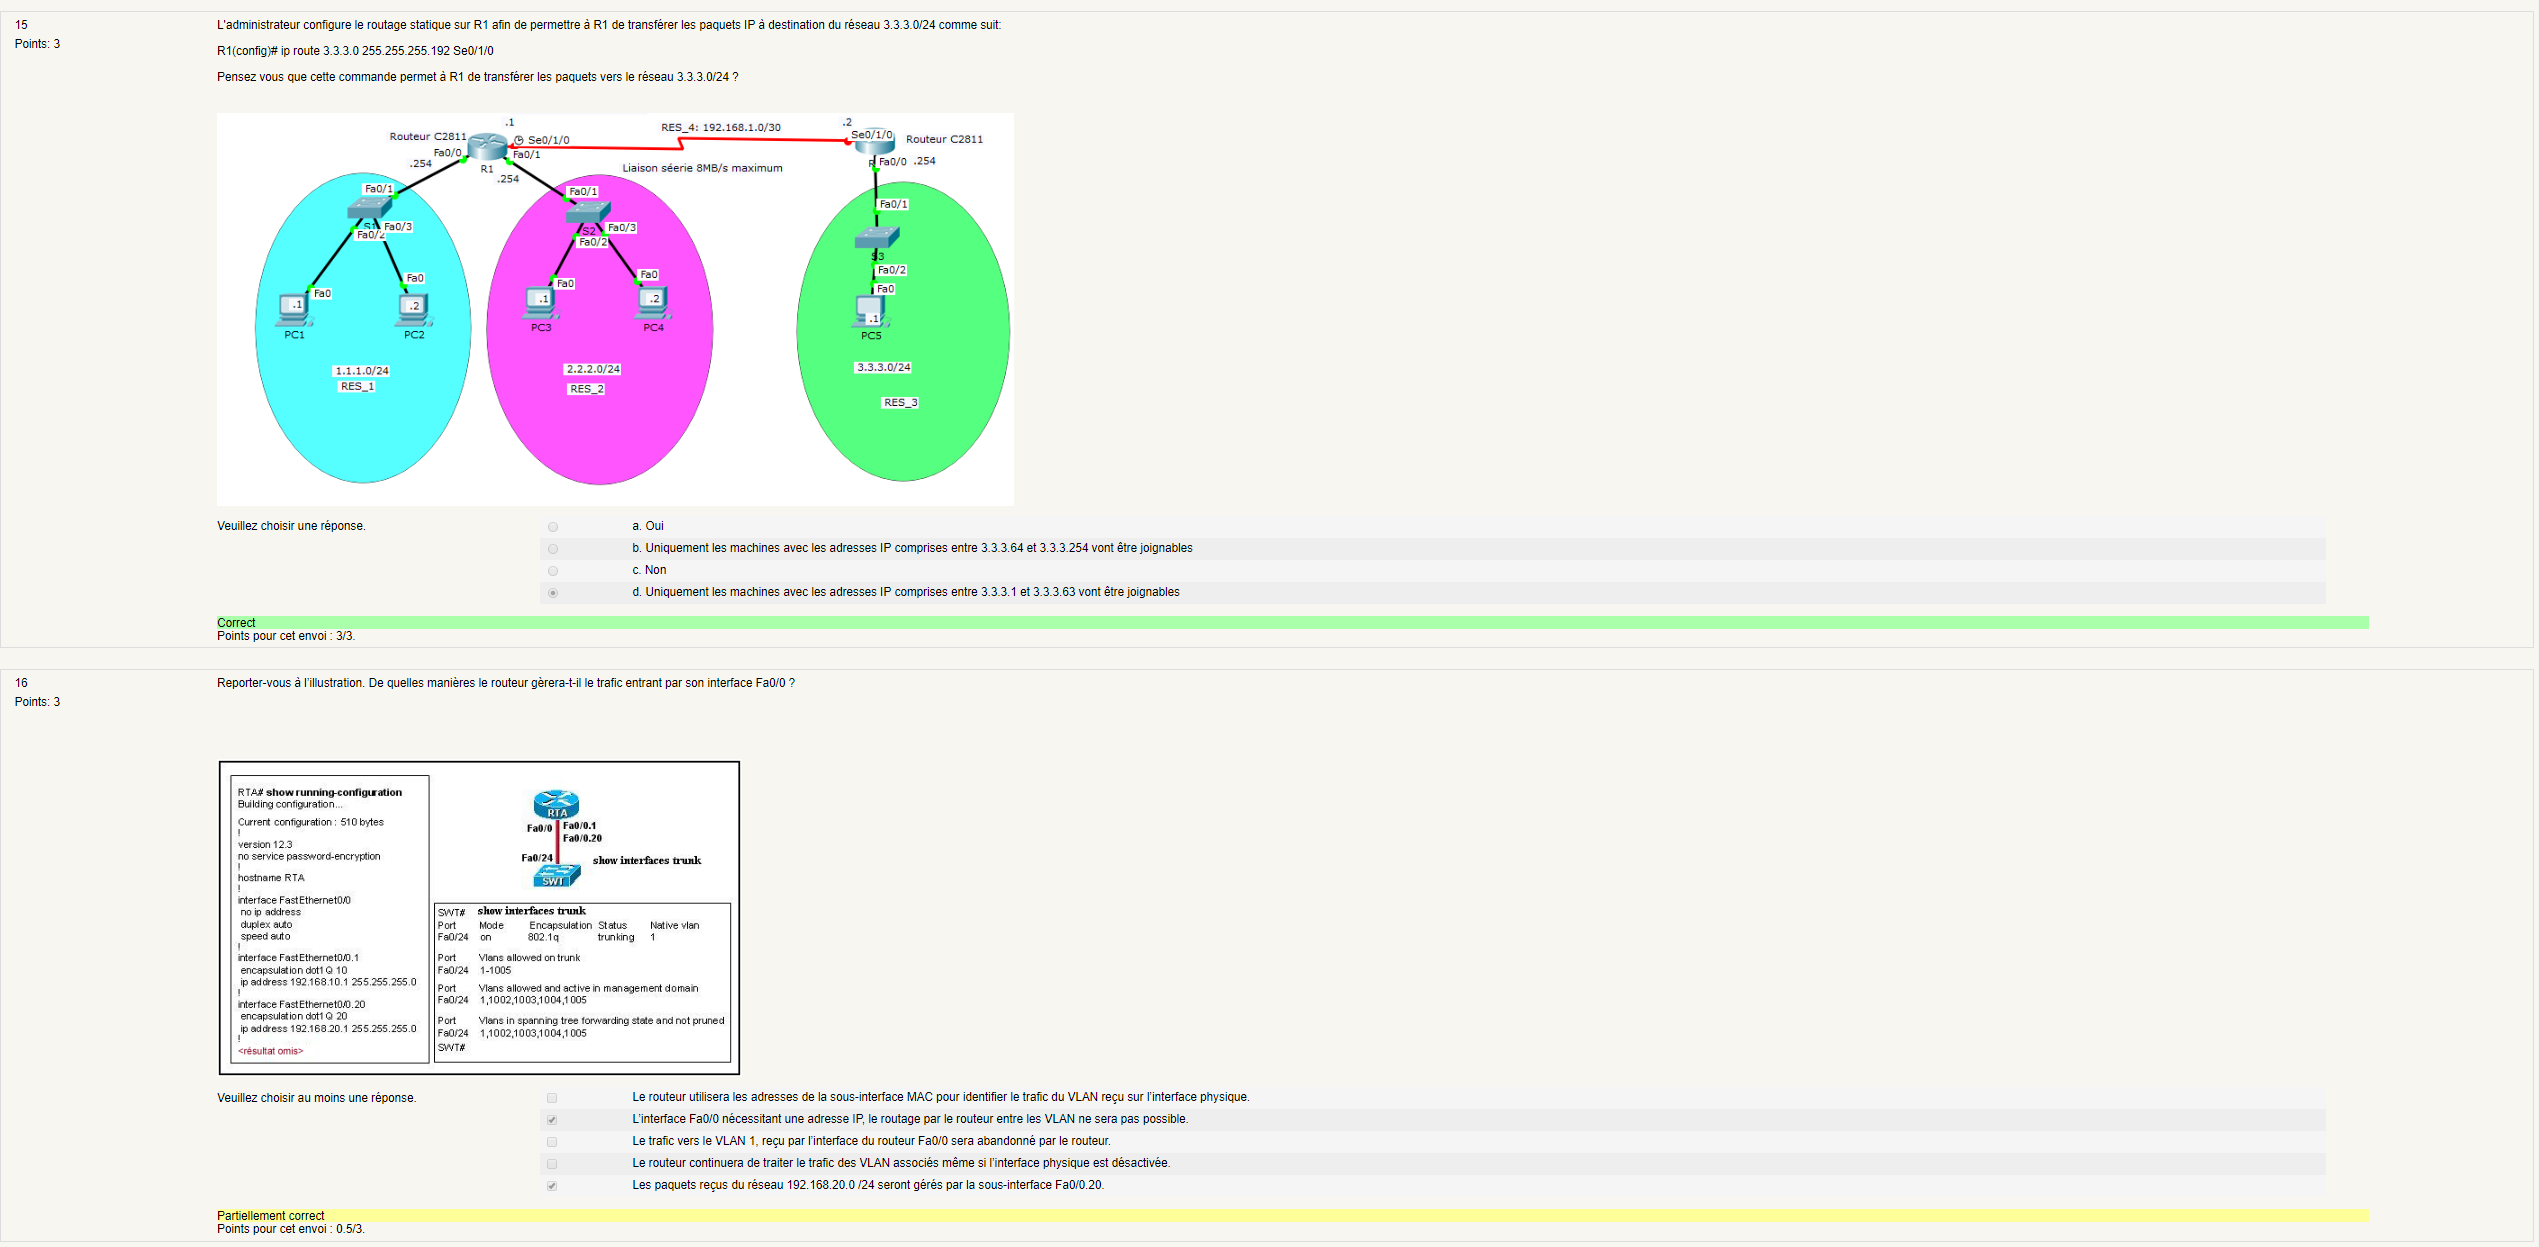 15
Points: 3
L'administrateur configure le routage statique sur R1 afin de permettre à R1 de transférer les paquets IP à destination du réseau 3.3.3.0/24 comme suit:
R1(config)# ip route 3.3.3.0 255.255.255.192 Se0/1/0
Pensez vous que cette commande permet à R1 de transférer les paquets vers le réseau 3.3.3.0/24 ?
.1
RES_4: 192.168.1.0/30
.2
Routeur C2811
Se0/1/0
Se0/1/0
Routeur C2811
Fa0/0
Fa0/1
.254
R1
.254
Liaison séerie 8MB/s maximum
Fa0/0 .254
Fa0/1
Fa0/1
Fa0/1
S1
Fa0/3
Fa0/2
S2
Fa0/3
Fa0/2
S3
Fa0/2
Fa0
Fa0
Fa0
Fa0
Fa0
.1
.2
.1
.2
.1
PC1
PC2
PC3
PC4
PC5
1.1.1.0/24
RES_1
2.2.2.0/24
RES_2
3.3.3.0/24
RES_3
Veuillez choisir une réponse.
a. Oui
b. Uniquement les machines avec les adresses IP comprises entre 3.3.3.64 et 3.3.3.254 vont être joignables
c. Non
d. Uniquement les machines avec les adresses IP comprises entre 3.3.3.1 et 3.3.3.63 vont être joignables
Correct
Points pour cet envoi : 3/3.
16
Points: 3
Reporter-vous à l'illustration. De quelles manières le routeur gèrera-t-il le trafic entrant par son interface Fa0/0 ?
RTA# show running-configuration
Building configuration...
Current configuration : 510 bytes
!
version 12.3
no service password-encryption
!
hostname RTA
!
interface FastEthernet0/0
no ip address
duplex auto
speed auto
!
interface FastEthernet0/0.1
encapsulation dot1Q 10
ip address 192.168.10.1 255.255.255.0
!
interface FastEthernet0/0.20
encapsulation dot1Q 20
ip address 192.168.20.1 255.255.255.0
!
<résultat omis>
RTA
Fa0/0
Fa0/0.1
Fa0/0.20
Fa0/24
show interfaces trunk
SWT
SWT# show interfaces trunk
Port Mode Encapsulation Status Native vlan
Fa0/24 on 802.1q trunking 1
Port Vlans allowed on trunk
Fa0/24 1-1005
Port Vlans allowed and active in management domain
Fa0/24 1,1002,1003,1004,1005
Port Vlans in spanning tree forwarding state and not pruned
Fa0/24 1,1002,1003,1004,1005
SWT#
Veuillez choisir au moins une réponse.
Le routeur utilisera les adresses de la sous-interface MAC pour identifier le trafic du VLAN reçu sur l'interface physique.
L'interface Fa0/0 nécessitant une adresse IP, le routage par le routeur entre les VLAN ne sera pas possible.
Le trafic vers le VLAN 1, reçu par l'interface du routeur Fa0/0 sera abandonné par le routeur.
Le routeur continuera de traiter le trafic des VLAN associés même si l'interface physique est désactivée.
Les paquets reçus du réseau 192.168.20.0 /24 seront gérés par la sous-interface Fa0/0.20.
Partiellement correct
Points pour cet envoi : 0.5/3.